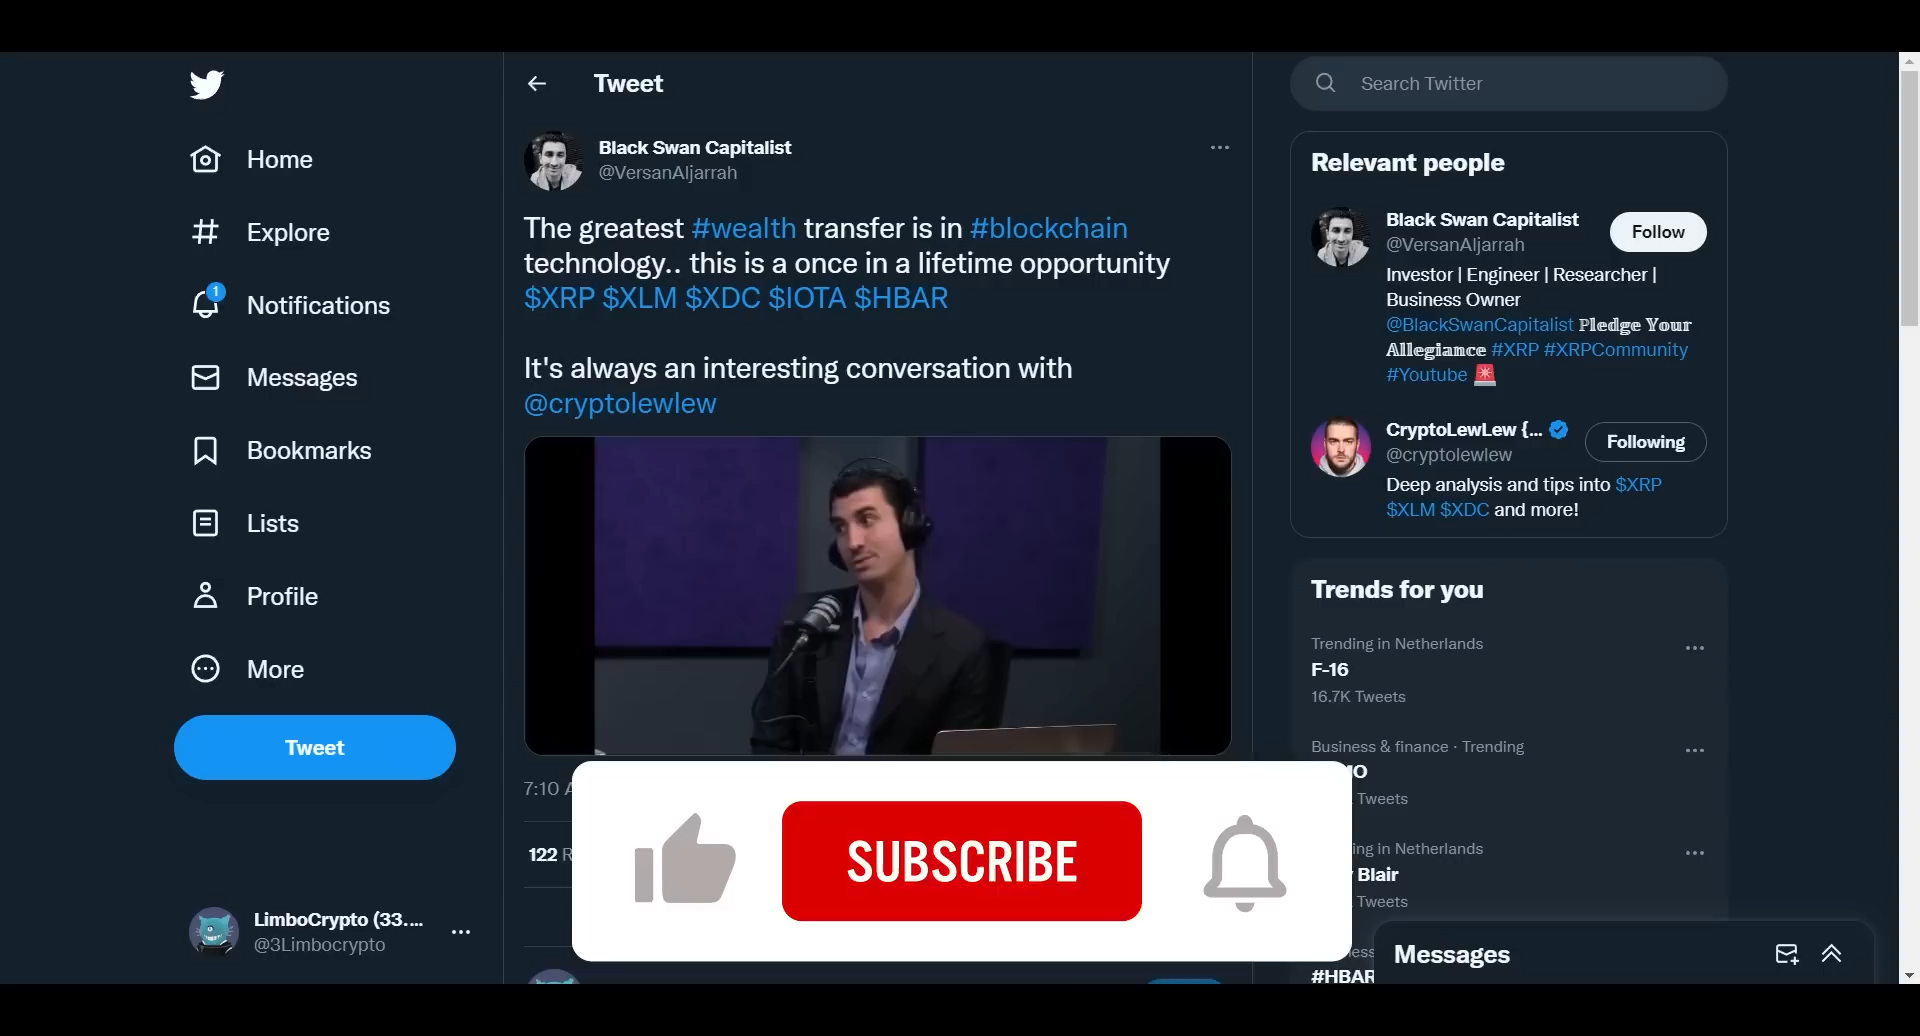 Home
Explore
1
Notifications
Messages
Bookmarks
Lists
Profile
More
Tweet
LimboCrypto (33....
@3Limbocrypto
Tweet
Black Swan Capitalist
@VersanAljarrah
The greatest #wealth transfer is in #blockchain
technology.. this is a once in a lifetime opportunity
$XRP $XLM $XDC $IOTA $HBAR
It's always an interesting conversation with
@cryptolewlew
7:10
122
SUBSCRIBE
Search Twitter
Relevant people
Black Swan Capitalist
@VersanAljarrah
Follow
Investor | Engineer | Researcher |
Business Owner
@BlackSwanCapitalist 𝕻ledge Your
Allegiance #XRP #XRPCommunity
#Youtube 🚨
CryptoLewLew {...
@cryptolewlew
Following
Deep analysis and tips into $XRP
$XLM $XDC and more!
Trends for you
Trending in Netherlands
F-16
16.7K Tweets
Business & finance · Trending
Tweets
in Netherlands
Blair
Tweets
#HBAR
Messages